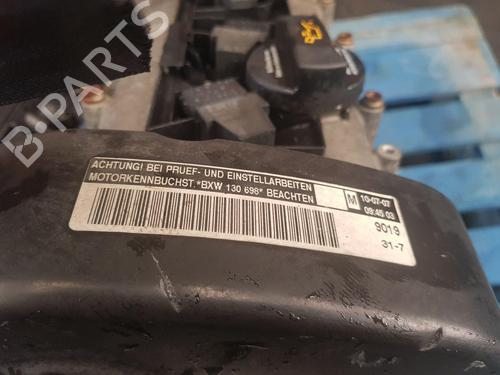 B-PARTS
ACHTUNG! BEI PRUEF- UND EINSTELLARBEITEN
MOTORKENNBUCHST. *BXW 130 698* BEACHTEN
M
10-07-07
09:45 03
9019
31-7